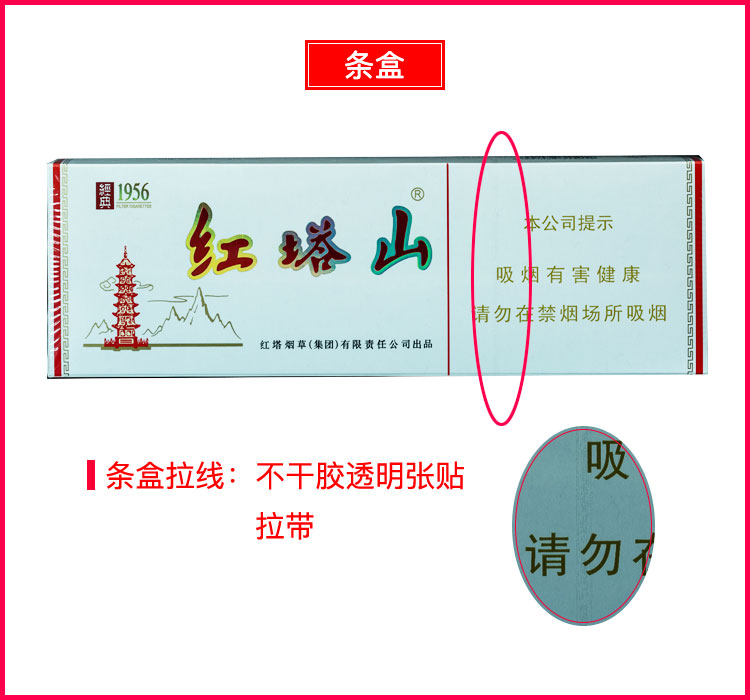 条盒
經典
1956
FILTER CIGARETTES
红塔山®
红塔烟草(集团)有限责任公司出品
本公司提示
吸烟有害健康
请勿在禁烟场所吸烟
条盒拉线：不干胶透明张贴
拉带
吸
请勿在